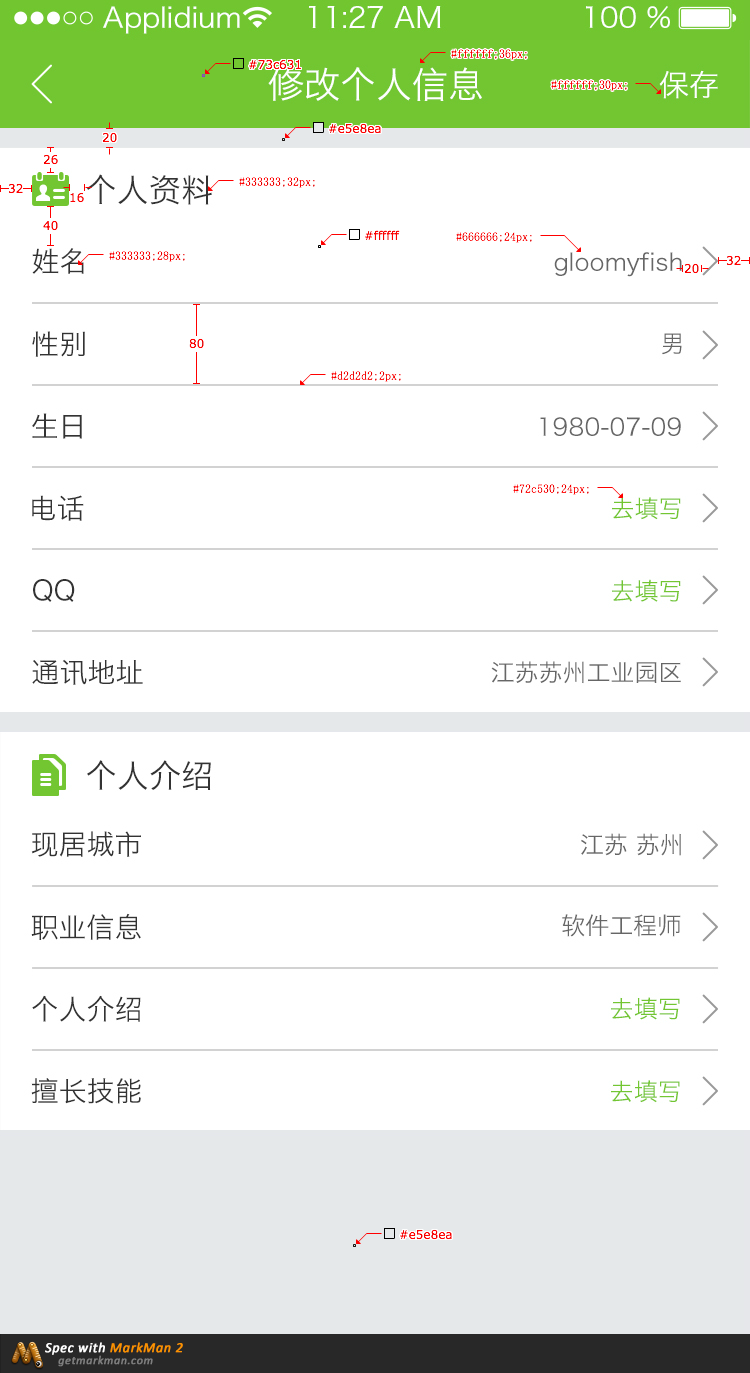 Applidium 11:27 AM 100 %
#ffffff;36px;
#73c631
修改个人信息
#ffffff;30px;
保存
#e5e8ea
20
26
32
16
个人资料
#333333;32px;
40
#ffffff
#666666;24px;
姓名
#333333;28px;
gloomyfish
20
32
80
性别 男
#d2d2d2;2px;
生日 1980-07-09
#72c530;24px;
电话 去填写
QQ 去填写
通讯地址 江苏苏州工业园区
个人介绍
现居城市 江苏 苏州
职业信息 软件工程师
个人介绍 去填写
擅长技能 去填写
#e5e8ea
Spec with MarkMan 2
getmarkman.com